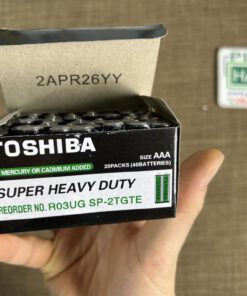 2APR26YY
TOSHIBA
SIZE AAA
MERCURY OR CADMIUM ADDED
20PACKS (40BATTERIES)
SUPER HEAVY DUTY
REORDER NO. R03UG SP-2TGTE